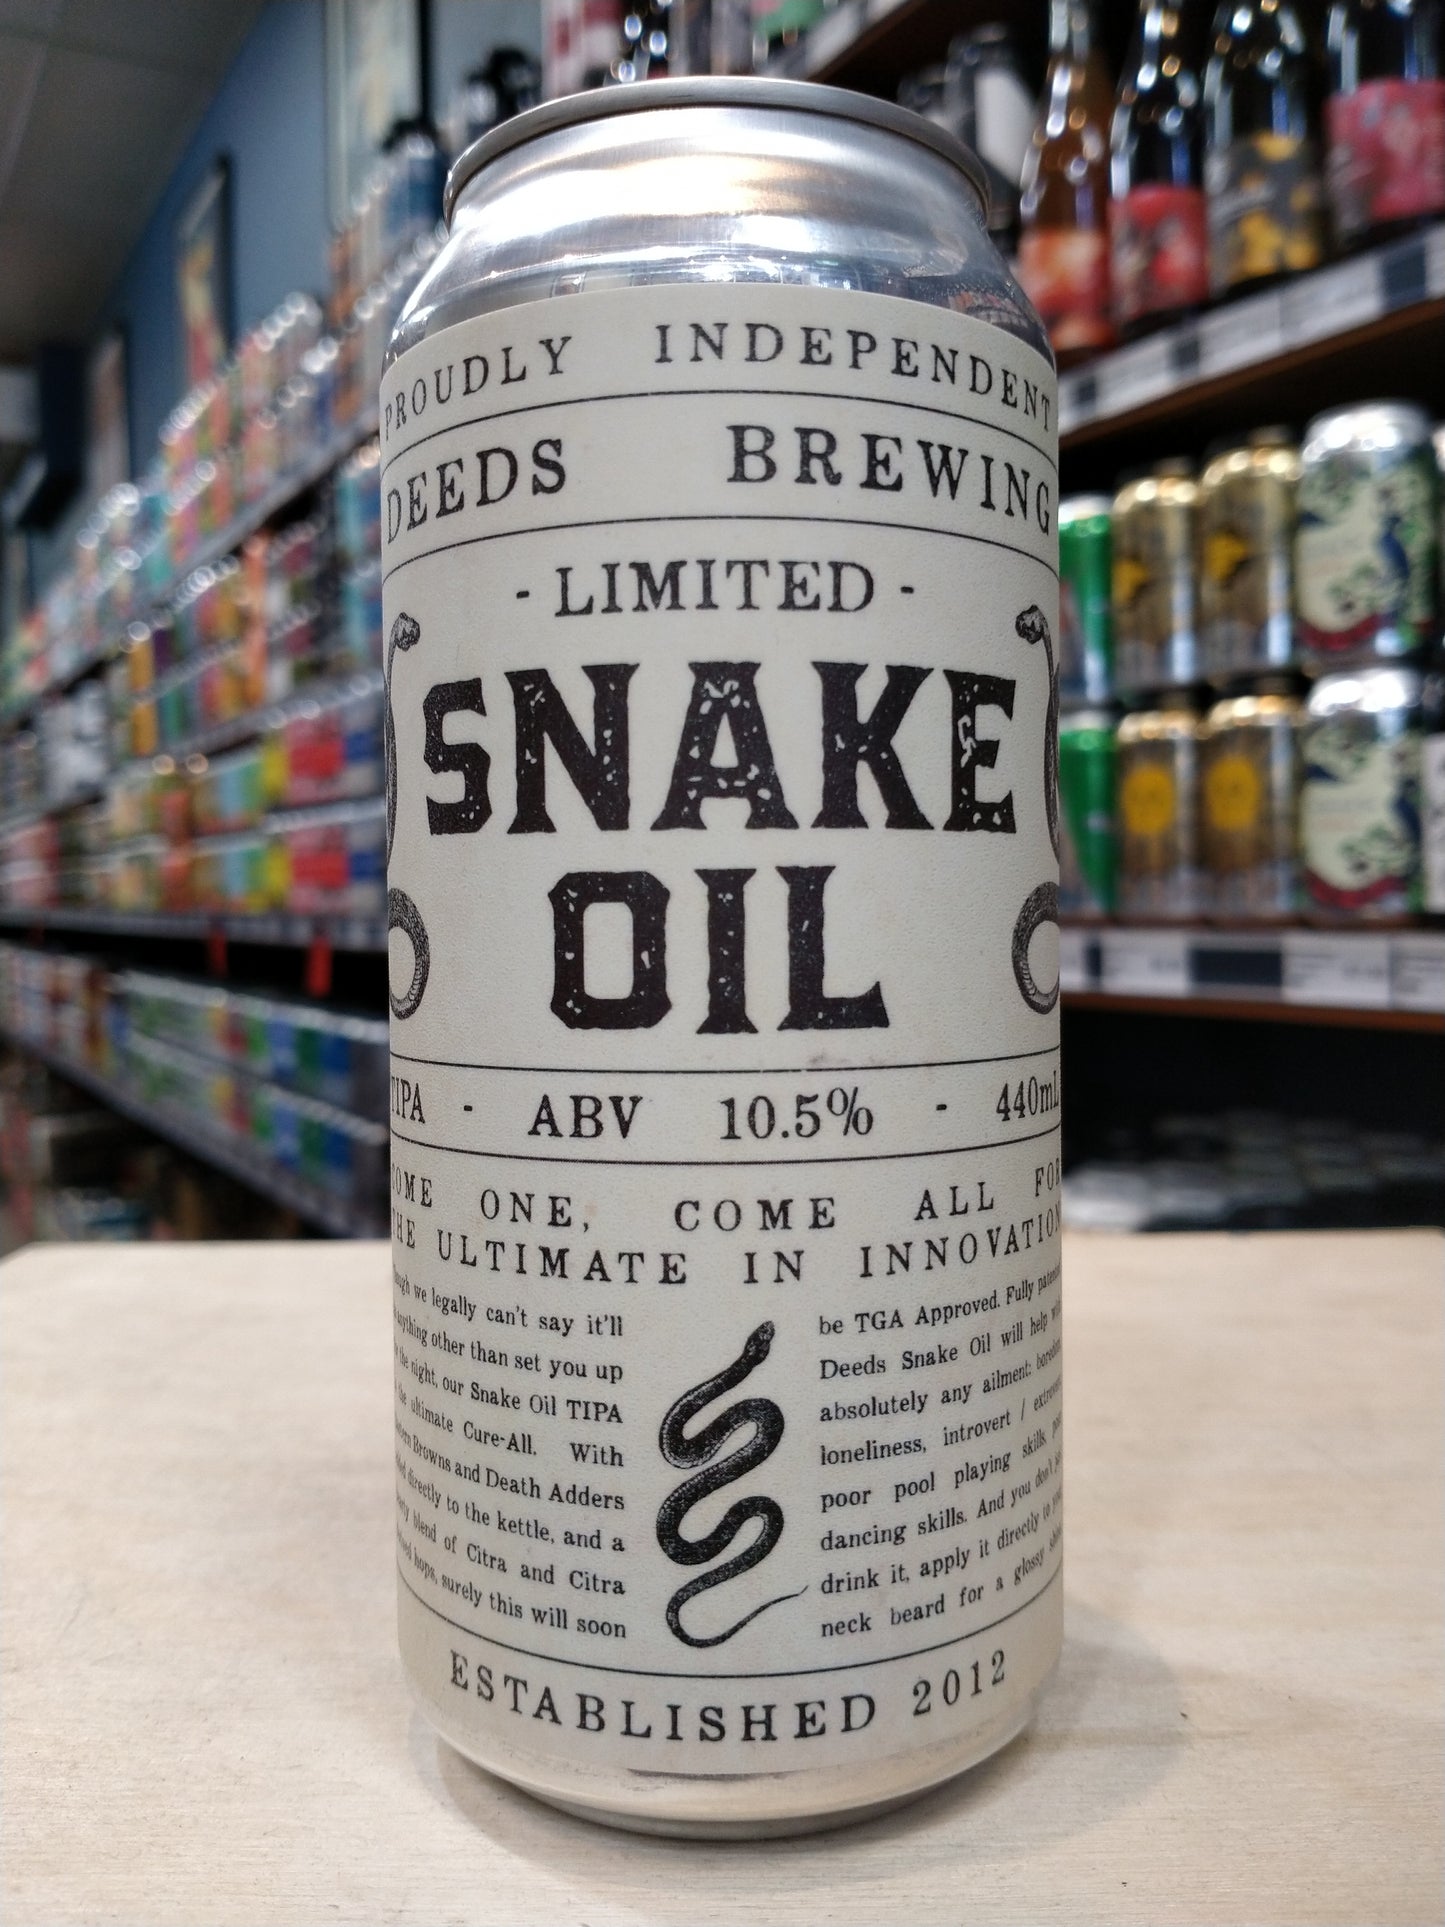 PROUDLY INDEPENDENT
DEEDS BREWING
- LIMITED -
SNAKE
OIL
TIPA - ABV 10.5% - 440mL
COME ONE, COME ALL FOR
THE ULTIMATE IN INNOVATION
we legally can't say it'll
anything other than set you up
the night, our Snake Oil TIPA
the ultimate Cure-All. With
Browns and Death Adders
directly to the kettle, and a
blend of Citra and Citra
hops, surely this will soon
be TGA Approved. Fully
Deeds Snake Oil will help
absolutely any ailment:
loneliness, introvert /
poor pool playing skills,
dancing skills. And you don't
drink it, apply it directly to
neck beard for a glossy
ESTABLISHED 2012